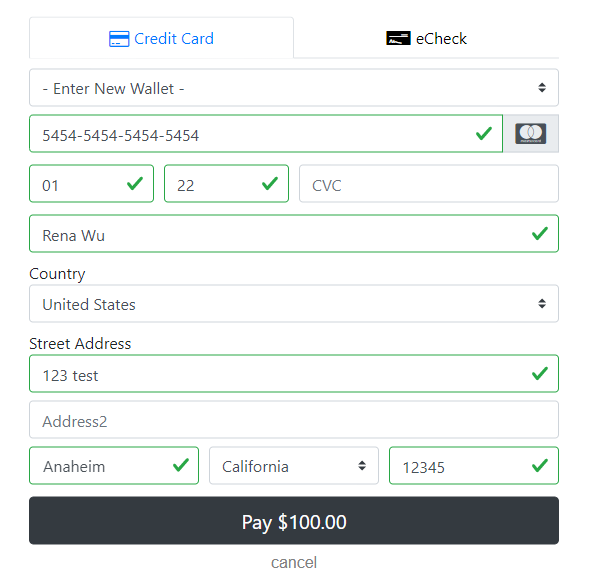 Credit Card eCheck
- Enter New Wallet -
5454-5454-5454-5454
01 22 CVC
Rena Wu
Country
United States
Street Address
123 test
Address2
Anaheim California 12345
Pay $100.00
cancel